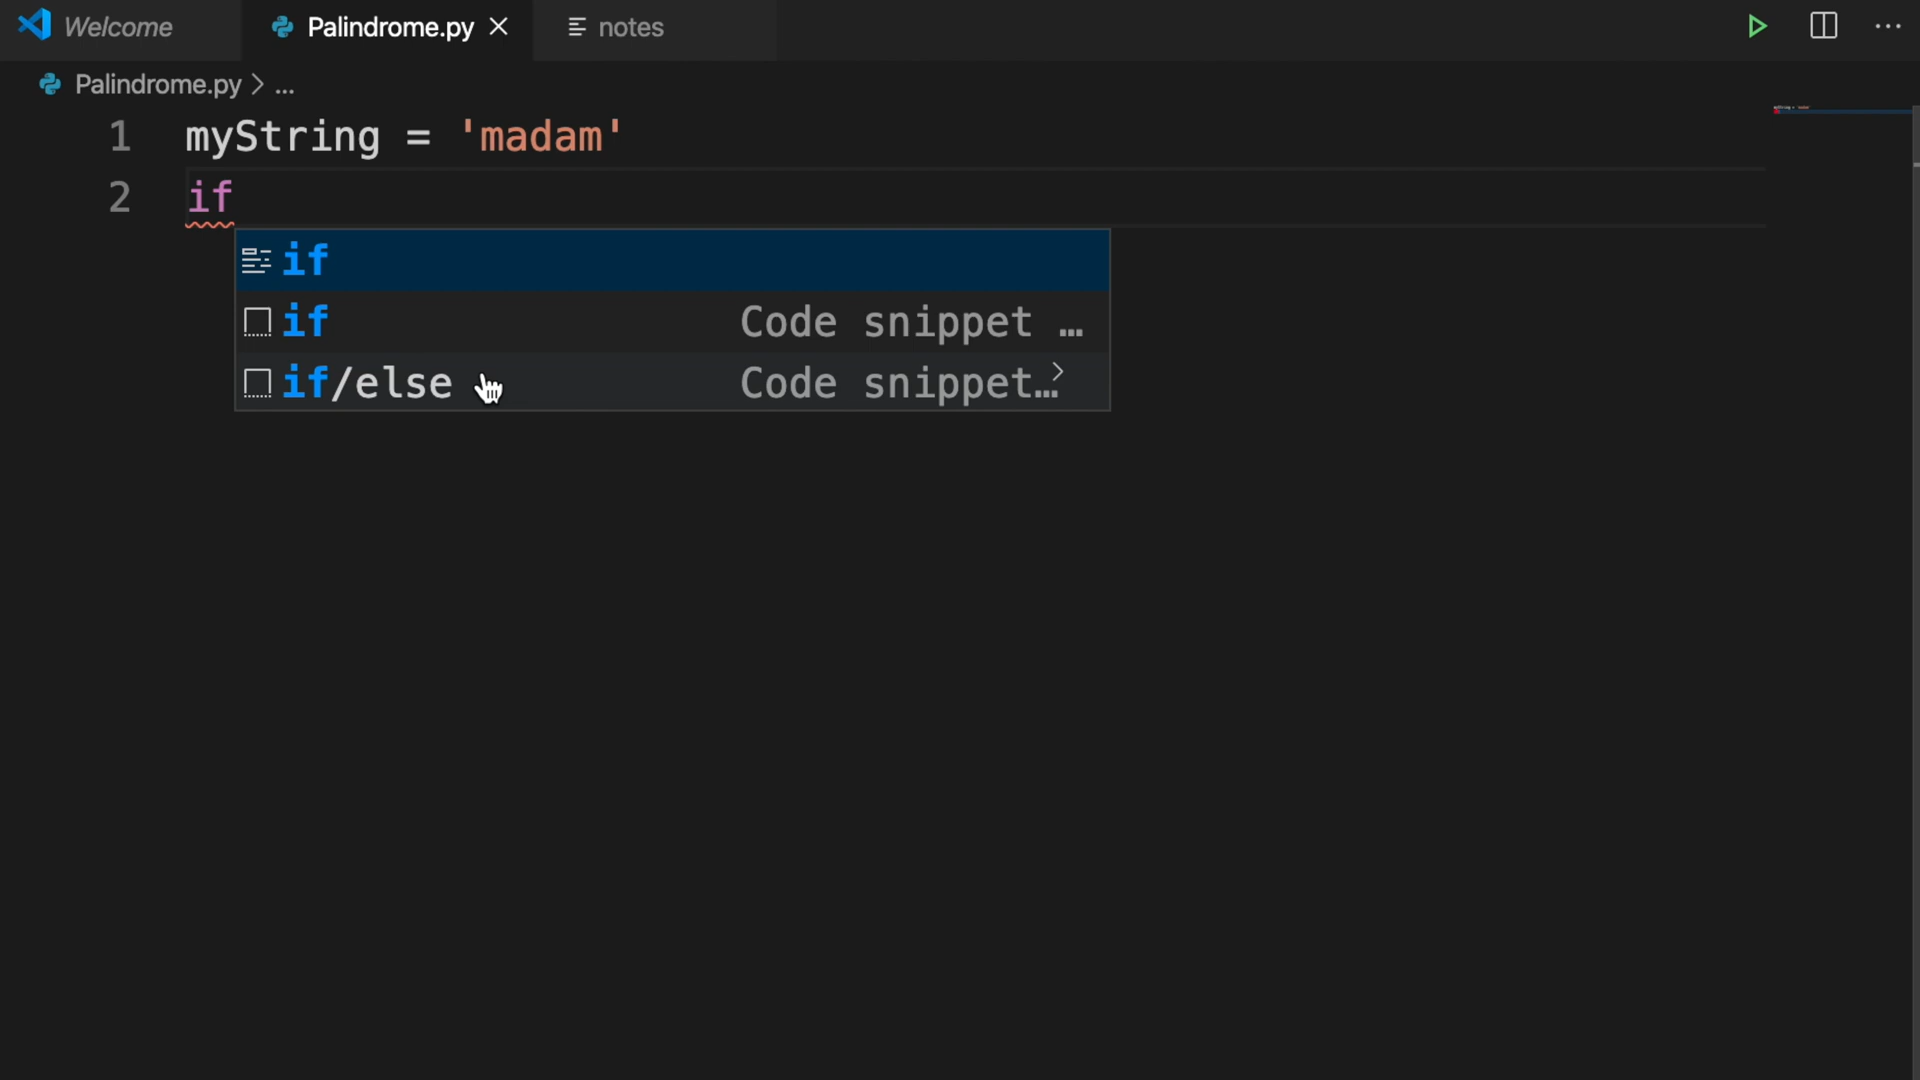 Welcome Palindrome.py notes
Palindrome.py > ...
1 myString = 'madam'
2 if
if
if Code snippet …
if/else Code snippet…